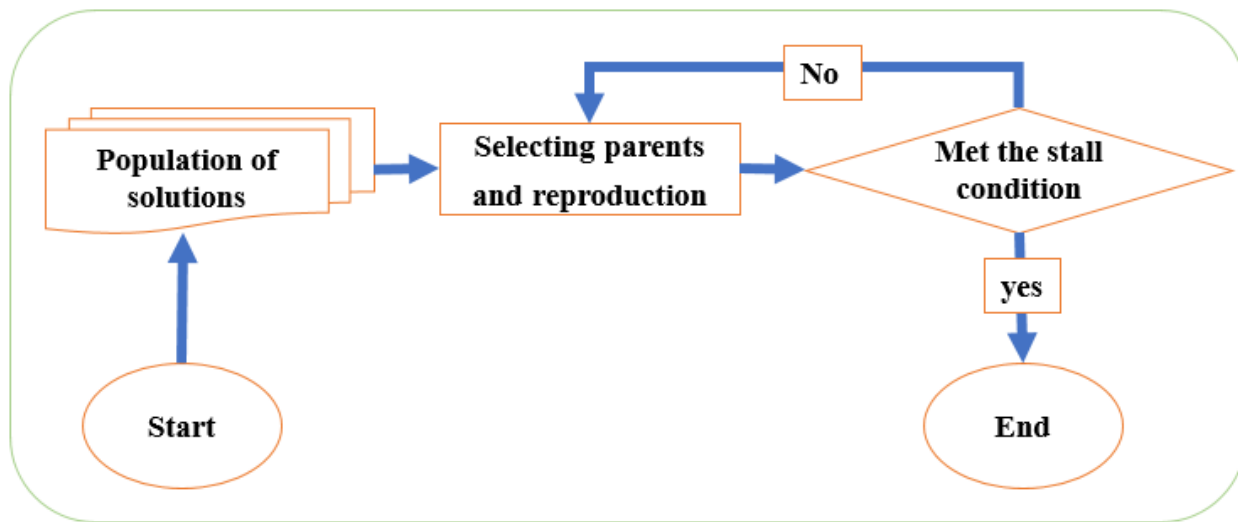 Start
Population of
solutions
Selecting parents
and reproduction
Met the stall
condition
No
yes
End